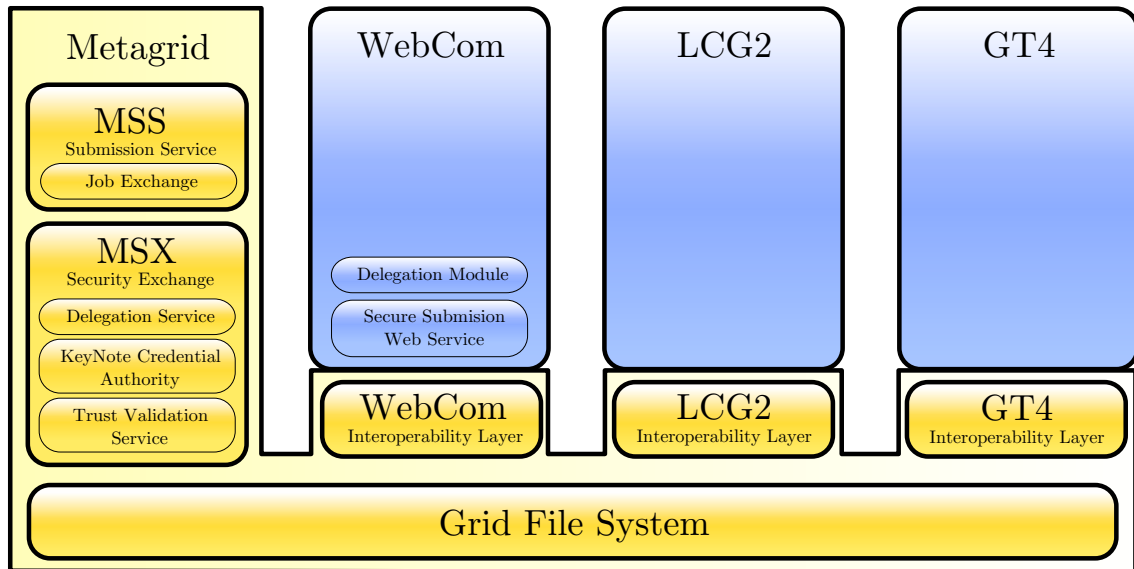 Metagrid
MSS
Submission Service
Job Exchange
MSX
Security Exchange
Delegation Service
KeyNote Credential
Authority
Trust Validation
Service
WebCom
Delegation Module
Secure Submision
Web Service
WebCom
Interoperability Layer
LCG2
LCG2
Interoperability Layer
GT4
GT4
Interoperability Layer
Grid File System